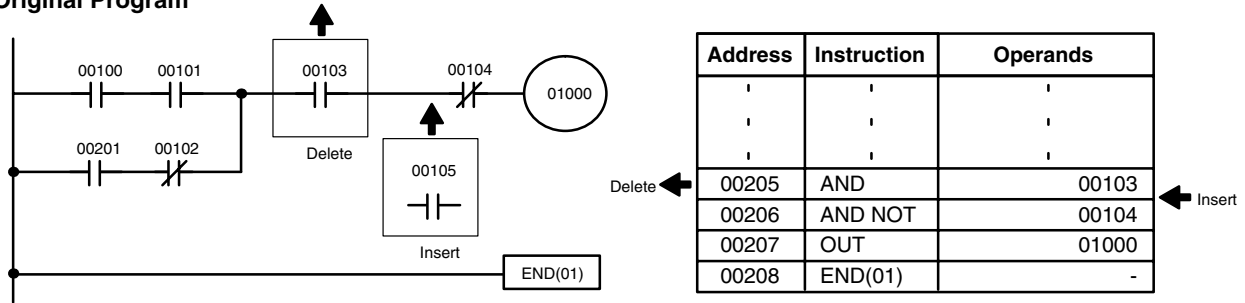 Original Program
00100 00101 00103 00104
01000
00201 00102
Delete
00105
Insert
END(01)
Address Instruction Operands
Delete 00205 AND 00103
Insert
00206 AND NOT 00104
00207 OUT 01000
00208 END(01) -